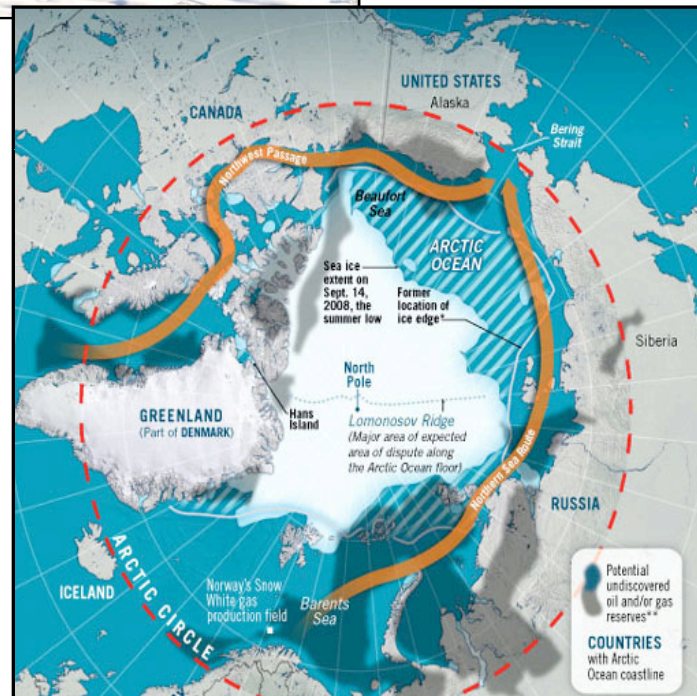 UNITED STATES
Alaska
CANADA
Bering
Strait
Northwest Passage
Beaufort
Sea
ARCTIC
OCEAN
Sea ice
extent on
Sept. 14,
2008, the
summer low
Former
location of
ice edge*
Siberia
North
Pole
GREENLAND
(Part of DENMARK)
Hans
Island
Lomonosov Ridge
(Major area of expected
area of dispute along
the Arctic Ocean floor)
Northern Sea Route
RUSSIA
ARCTIC CIRCLE
ICELAND
Norway's Snow
White gas
production field
Barents
Sea
Potential
undiscovered
oil and/or gas
reserves**
COUNTRIES
with Arctic
Ocean coastline